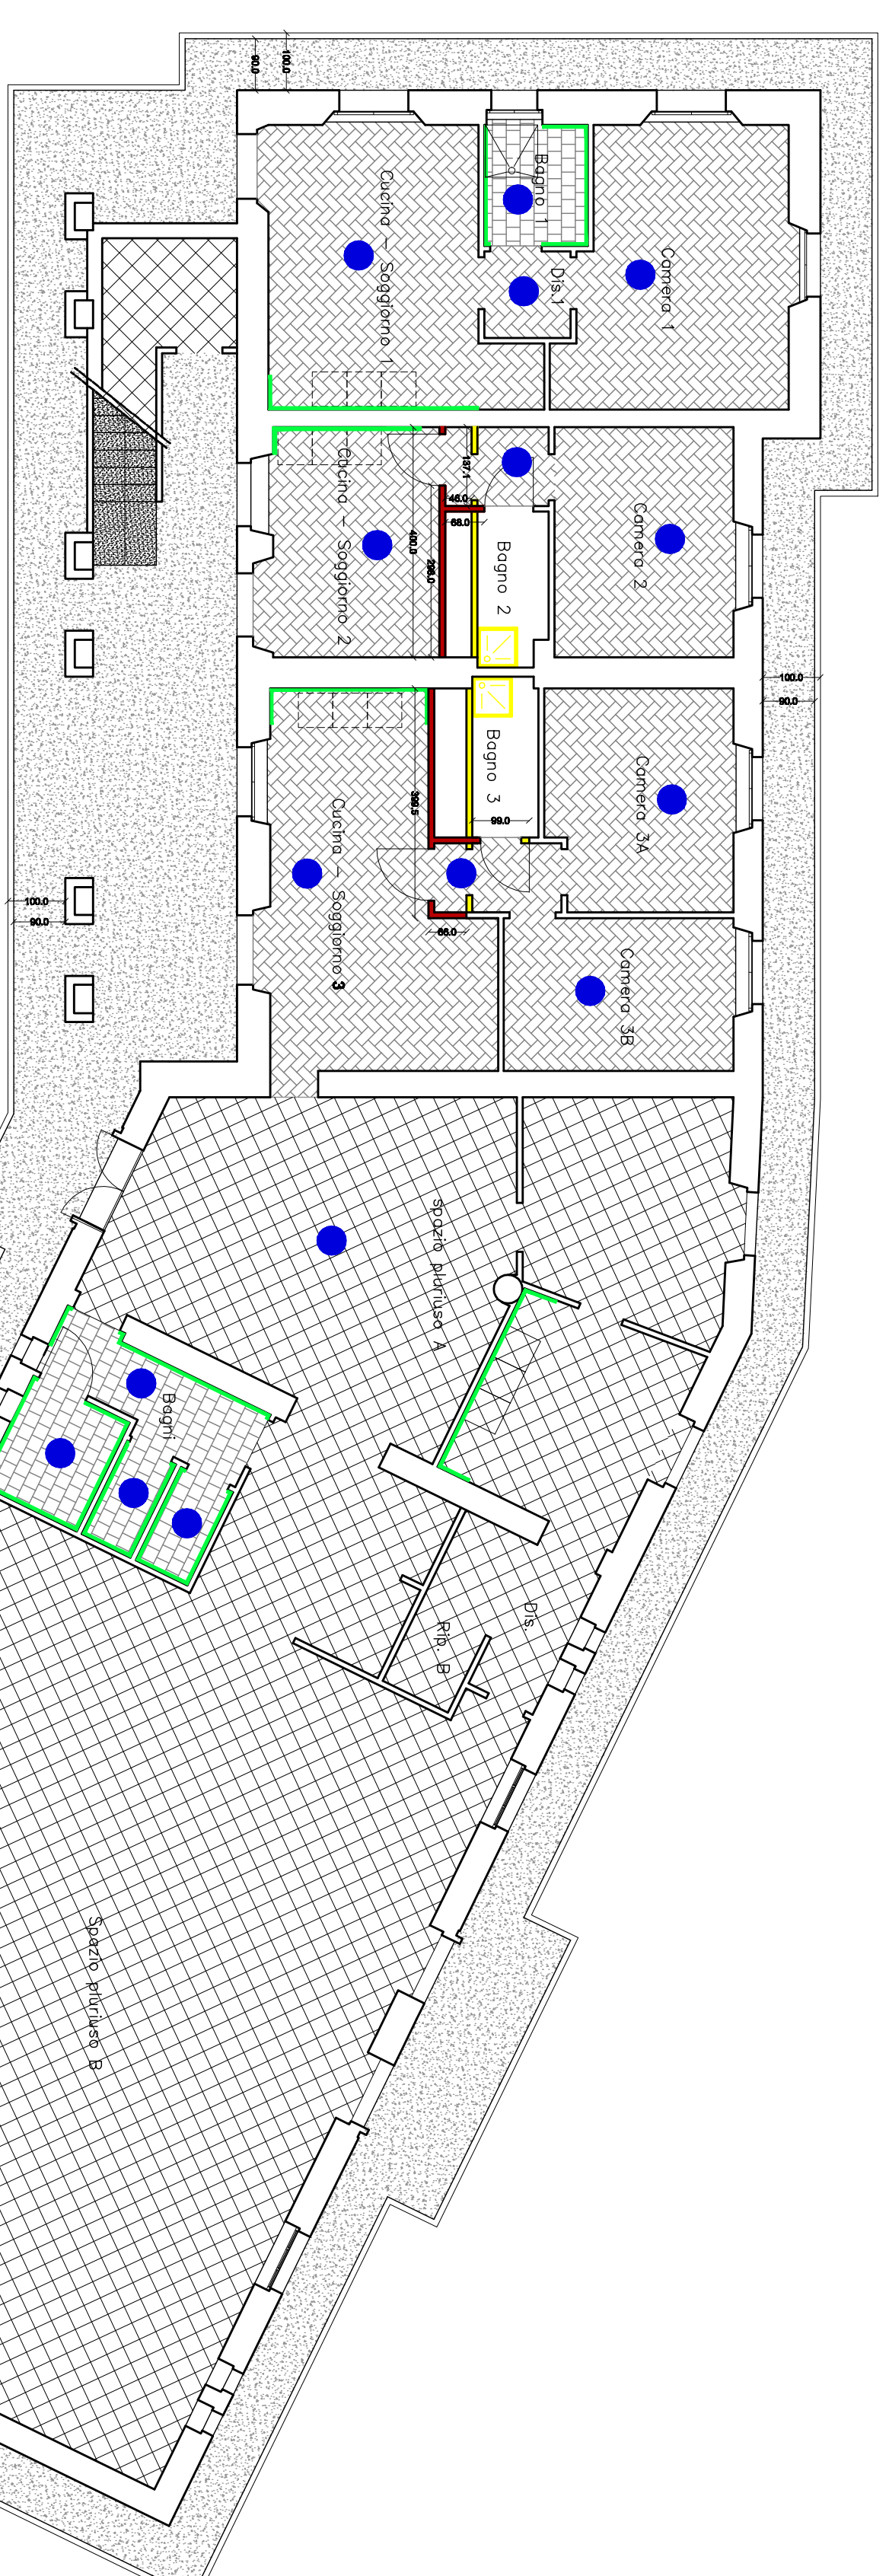 100.0
90.0
Bagno 1
Cucina – Soggiorno 1
Camera 1
Dis.1
137.1
46.0
68.0
400.0
296.0
Cucina – Soggiorno 2
Bagno 2
Camera 2
100.0
90.0
Bagno 3
99.0
399.5
Camera 3A
Cucina – Soggiorno 3
100.0
90.0
66.0
Camera 3B
spazio pluriuso A
Bagni
Dis.
Rip. B
Spazio pluriuso B